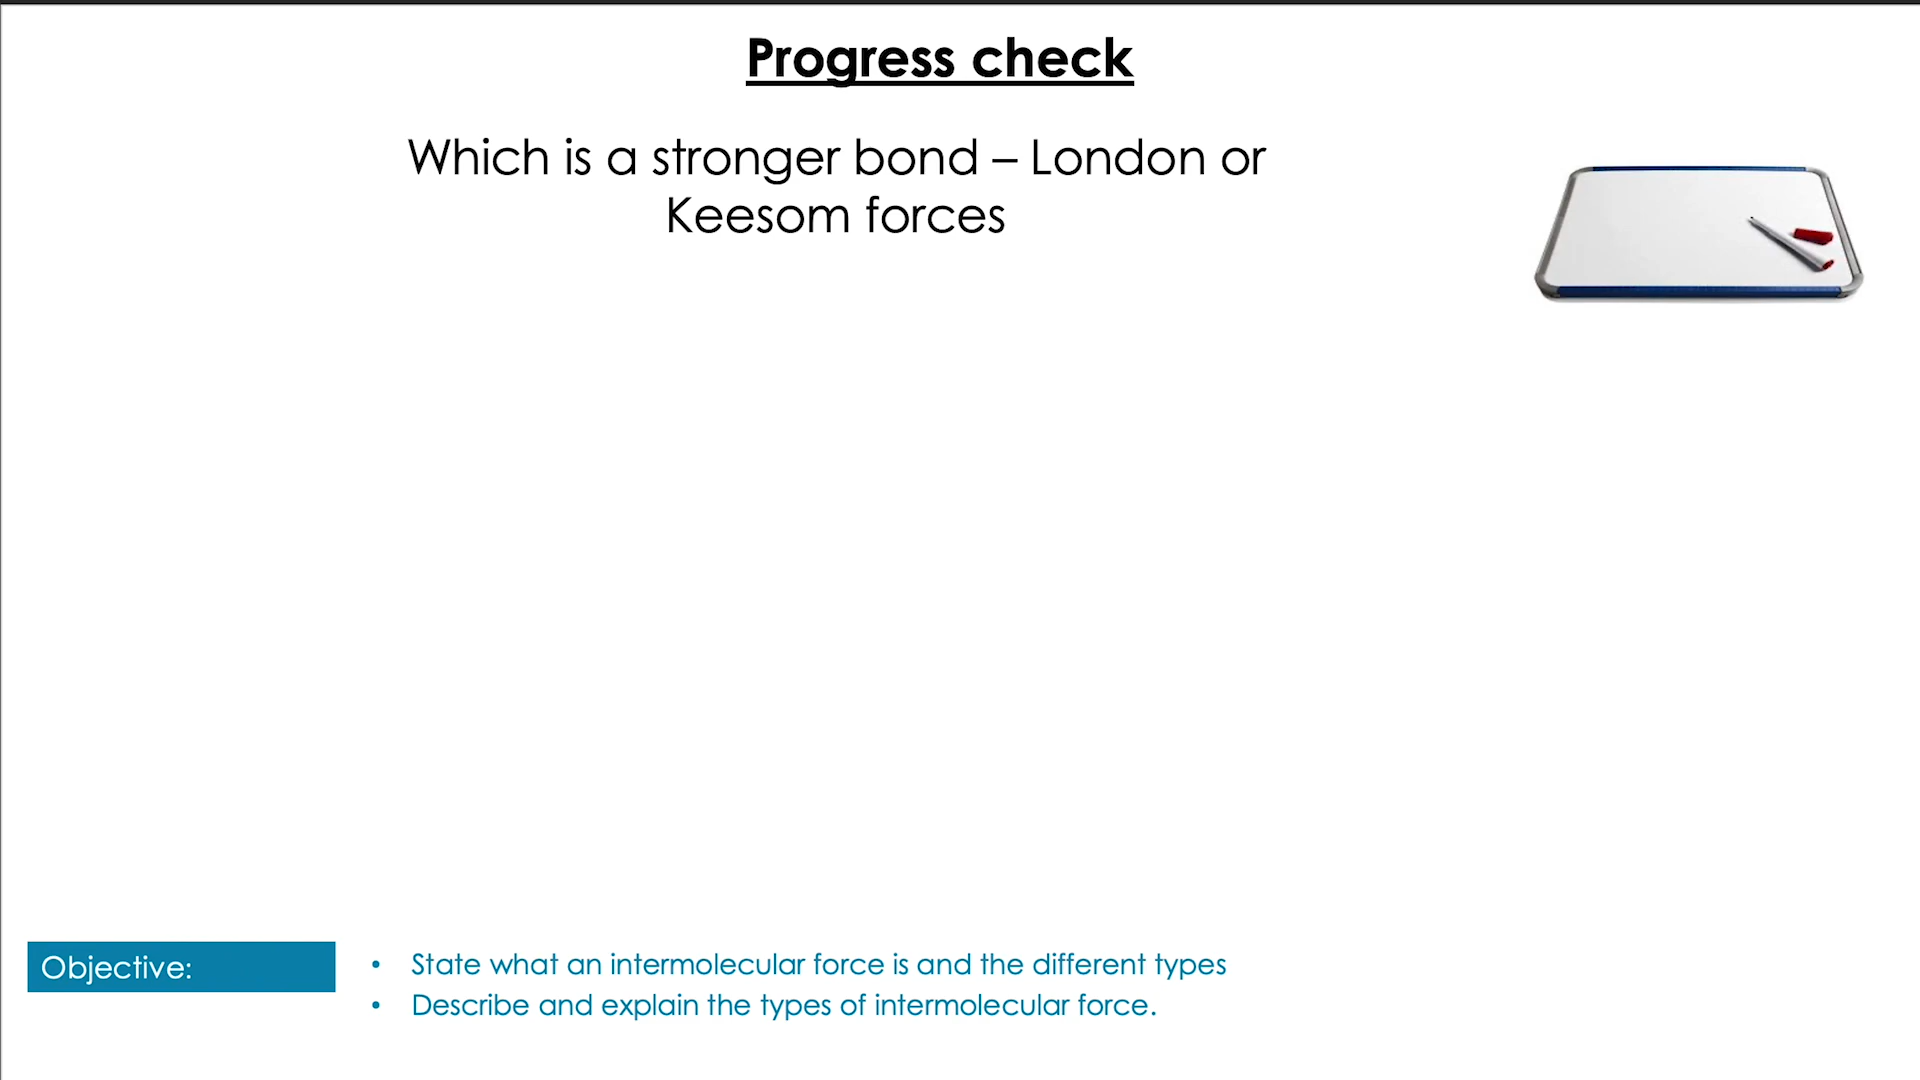 Progress check
Which is a stronger bond – London or
Keesom forces
Objective:
• State what an intermolecular force is and the different types
• Describe and explain the types of intermolecular force.